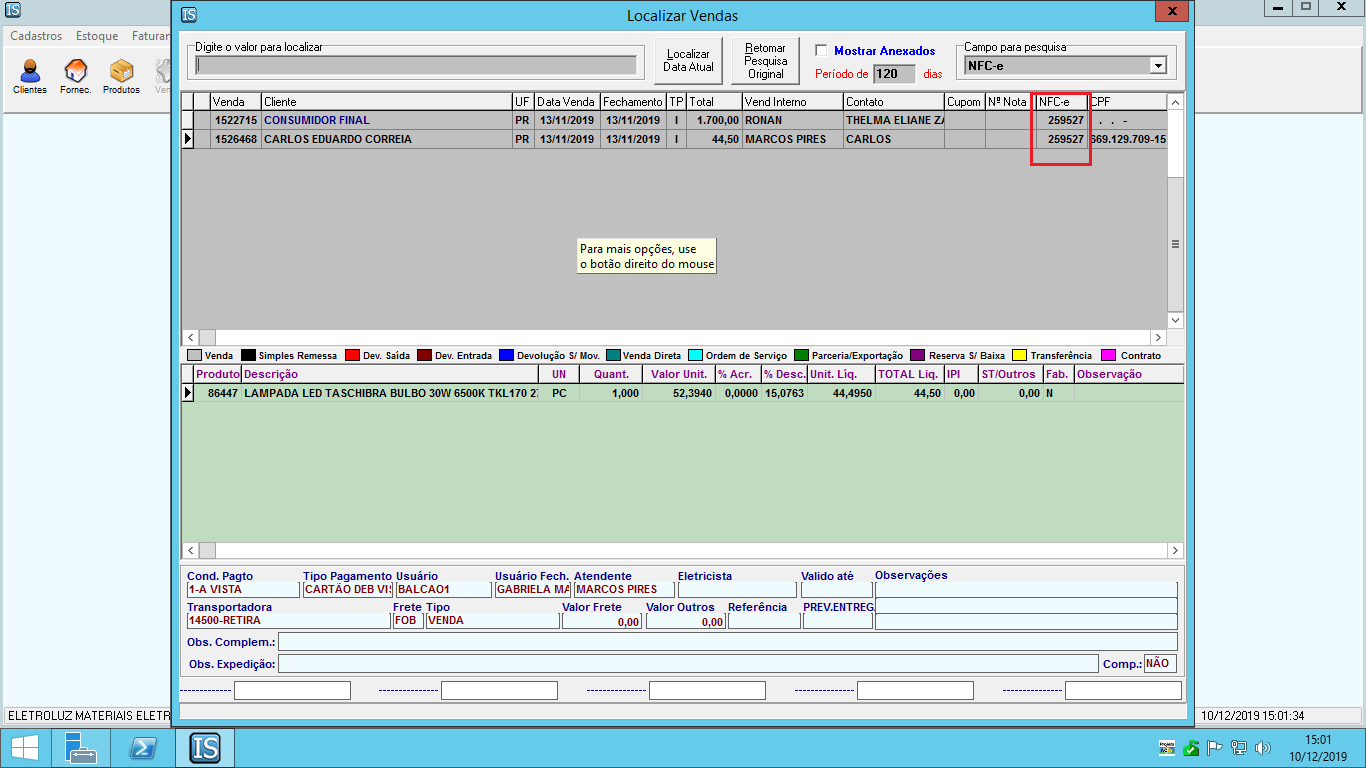 IS
IS
Localizar Vendas
Cadastros Estoque Faturar
Clientes Fornec. Produtos
Digite o valor para localizar
Localizar
Data Atual
Retomar
Pesquisa
Original
Mostrar Anexados
Período de 120 dias
Campo para pesquisa
NFC-e
Venda Cliente UF Data Venda Fechamento TP Total Vend Interno Contato Cupom Nº Nota NFC-e CPF
1522715 CONSUMIDOR FINAL PR 13/11/2019 13/11/2019 I 1.700,00 RONAN THELMA ELIANE ZA 259527 . . -
1526468 CARLOS EDUARDO CORREIA PR 13/11/2019 13/11/2019 I 44,50 MARCOS PIRES CARLOS 259527 669.129.709-15
Para mais opções, use
o botão direito do mouse
Venda Simples Remessa Dev. Saída Dev. Entrada Devolução S/ Mov. Venda Direta Ordem de Serviço Parceria/Exportação Reserva S/ Baixa Transferência Contrato
Produto Descrição UN Quant. Valor Unit. % Acr. % Desc. Unit. Líq. TOTAL Liq. IPI ST/Outros Fab. Observação
86447 LAMPADA LED TASCHIBRA BULBO 30W 6500K TKL170 27 PC 1,000 52,3940 0,0000 15,0763 44,4950 44,50 0,00 0,00 N
Cond. Pagto Tipo Pagamento Usuário Usuário Fech. Atendente Eletricista Valido até Observações
1-A VISTA CARTÃO DEB VIS BALCAO1 GABRIELA MA MARCOS PIRES
Transportadora Frete Tipo Valor Frete Valor Outros Referência PREV.ENTREG.
14500-RETIRA FOB VENDA 0,00 0,00
Obs. Complem.:
Obs. Expedição: Comp.: NÃO
------------- ------------- ------------- ------------- -------------
ELETROLUZ MATERIAIS ELETR 10/12/2019 15:01:34
IS
15:01
10/12/2019